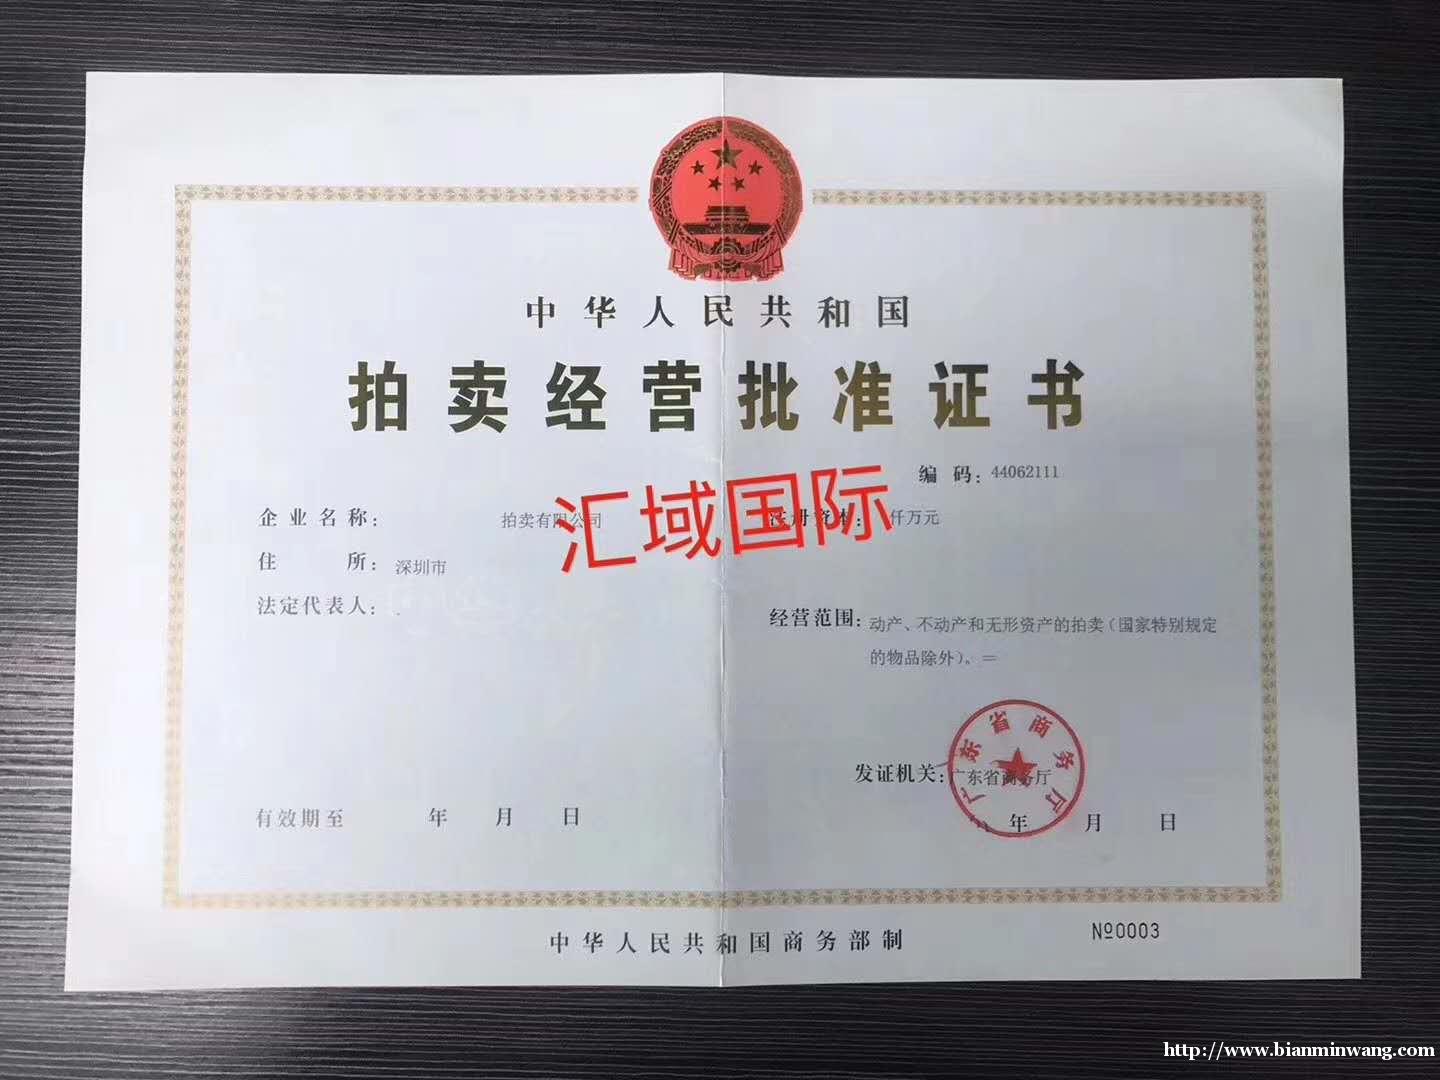 中华人民共和国
拍卖经营批准证书
编 码：44062111
企业名称： 拍卖有限公司
汇域国际
注册资本： 仟万元
住 所：深圳市
法定代表人：
经营范围：动产、不动产和无形资产的拍卖（国家特别规定
的物品除外）。＝
发证机关：广东省商务厅
广东省商务厅
有效期至 年 月 日
年 月 日
中华人民共和国商务部制
№0003
http://www.bianminwang.com